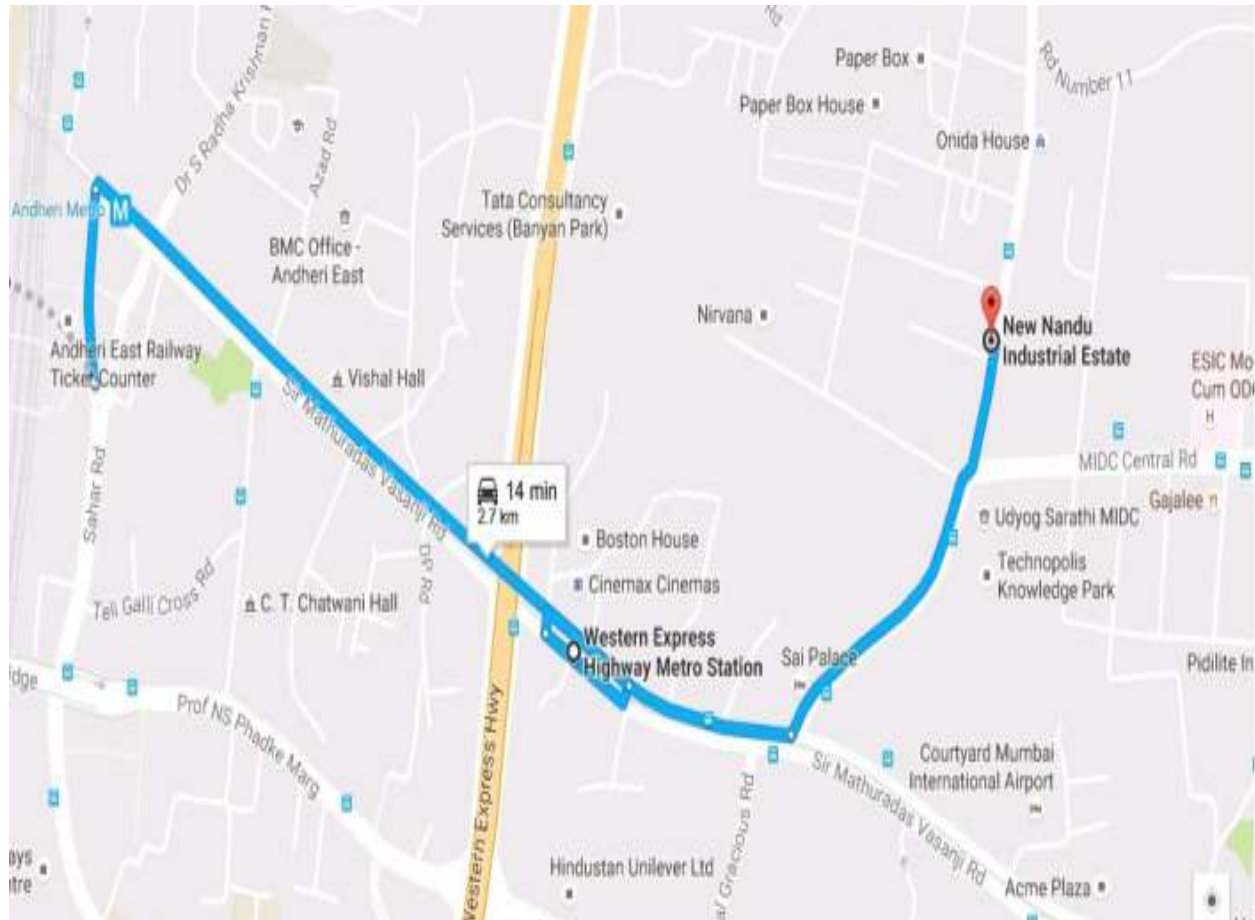 Rd
Dr S Radha Krishnan
Azad Rd
Paper Box
Rd Number 11
Paper Box House
Onida House
Andheri Metro
M
Tata Consultancy
Services (Banyan Park)
BMC Office -
Andheri East
Nirvana
New Nandu
Industrial Estate
Andheri East Railway
Ticket Counter
ESIC Mo
Cum OD
H
Vishal Hall
Sir Mathuradas Vasanji Rd
MIDC Central Rd
Sahar Rd
14 min
2.7 km
Gajalee
Udyog Sarathi MIDC
Boston House
DP Rd
Technopolis
Knowledge Park
Cinemax Cinemas
Teli Galli Cross Rd
C. T. Chatwani Hall
Western Express
Highway Metro Station
Sai Palace
Pidilite In
idge
Prof NS Phadke Marg
Western Express Hwy
Courtyard Mumbai
International Airport
Sir Mathuradas Vasanji Rd
Gracious Rd
Hindustan Unilever Ltd
ays
tre
Acme Plaza